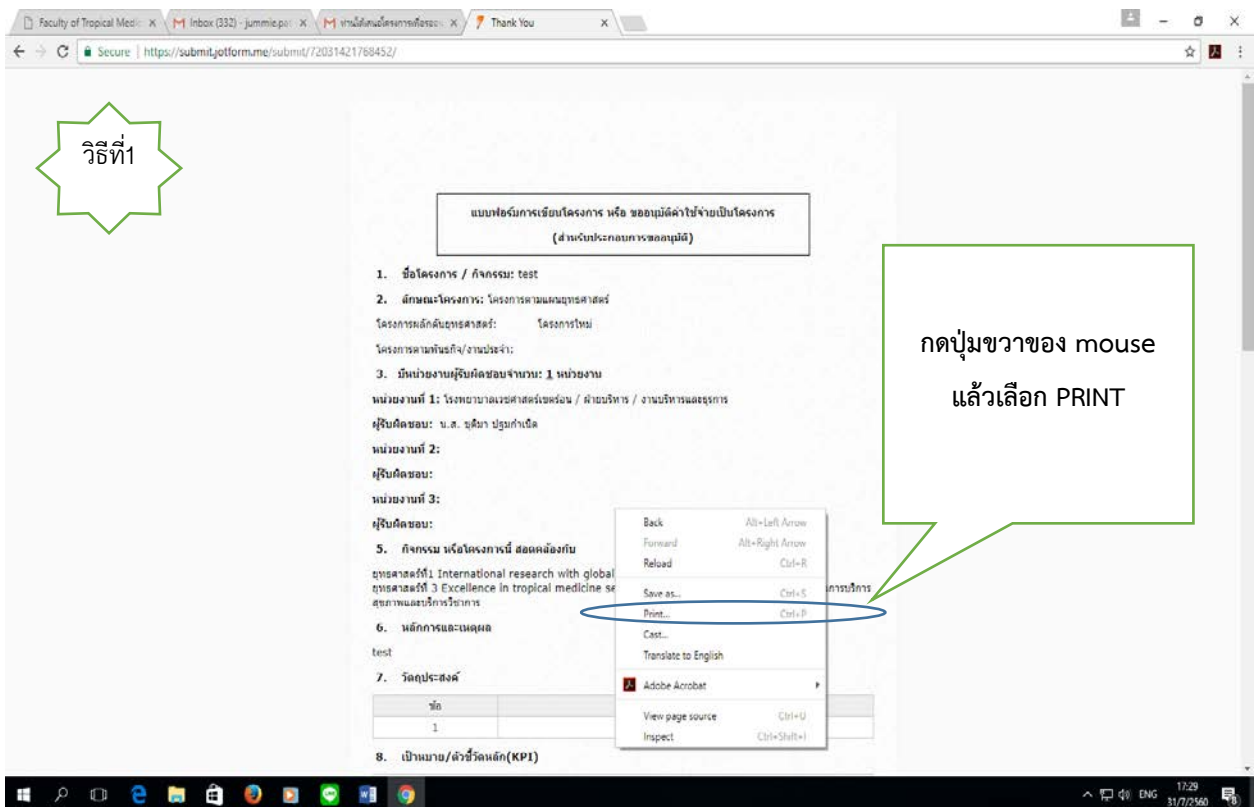 Faculty of Tropical Medic
Inbox (332) - jummie.pat
Thank You
Secure | https://submit.jotform.me/submit/72031421768452/
วิธีที่1
แบบฟอร์มการเขียนโครงการ หรือ ขออนุมัติค่าใช้จ่ายเป็นโครงการ
(สำหรับประกอบการขออนุมัติ)
1. ชื่อโครงการ / กิจกรรม: test
2. ลักษณะโครงการ: โครงการตามแผนยุทธศาสตร์
โครงการผลักดันยุทธศาสตร์: โครงการใหม่
โครงการตามพันธกิจ/งานประจำ:
3. มีหน่วยงานผู้รับผิดชอบจำนวน: 1 หน่วยงาน
หน่วยงานที่ 1: โรงพยาบาลเวชศาสตร์เขตร้อน / ฝ่ายบริหาร / งานบริหารและธุรการ
ผู้รับผิดชอบ: น.ส. ชุติมา ปฐมกำเนิด
หน่วยงานที่ 2:
ผู้รับผิดชอบ:
หน่วยงานที่ 3:
ผู้รับผิดชอบ:
5. กิจกรรม หรือโครงการนี้ สอดคล้องกับ
ยุทธศาสตร์ที่1 International research with global
ยุทธศาสตร์ที่ 3 Excellence in tropical medicine se
การบริการ
สุขภาพและบริการวิชาการ
6. หลักการและเหตุผล
test
7. วัตถุประสงค์
ข้อ
1
8. เป้าหมาย/ตัวชี้วัดหลัก(KPI)
Back Alt+Left Arrow
Forward Alt+Right Arrow
Reload Ctrl+R
Save as... Ctrl+S
Print... Ctrl+P
Cast...
Translate to English
Adobe Acrobat
View page source Ctrl+U
Inspect Ctrl+Shift+I
กดปุ่มขวาของ mouse
แล้วเลือก PRINT
ENG
17:29
31/7/2560